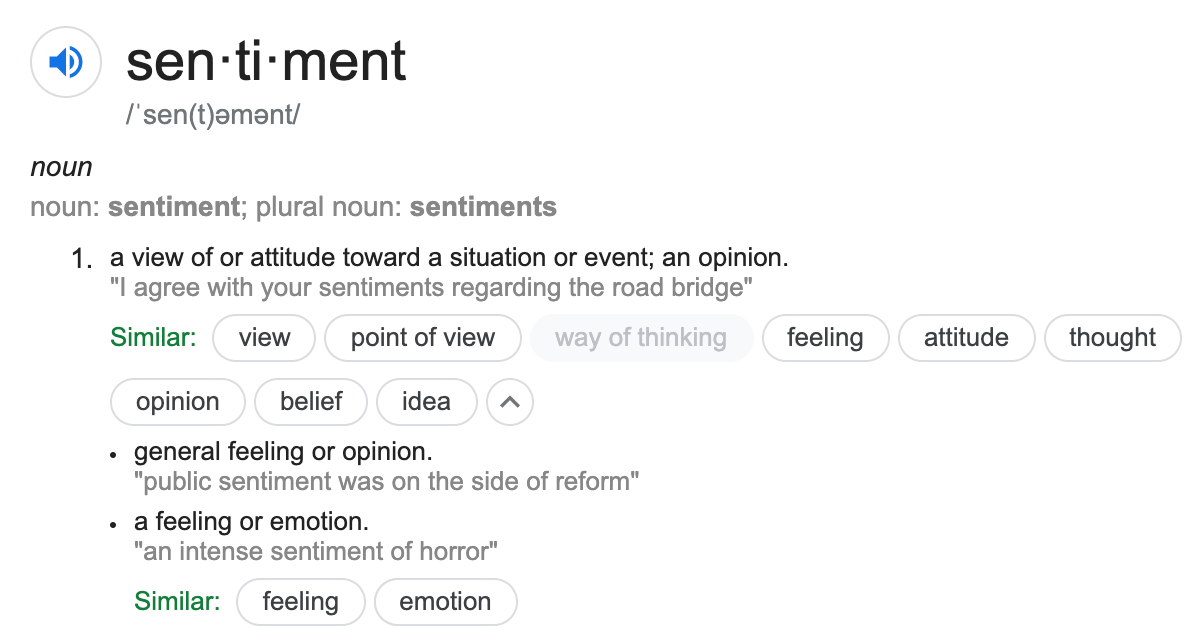 sen·ti·ment
/ˈsen(t)əmənt/
noun
noun: sentiment; plural noun: sentiments
1. a view of or attitude toward a situation or event; an opinion.
"I agree with your sentiments regarding the road bridge"
Similar: view point of view way of thinking feeling attitude thought
opinion belief idea
• general feeling or opinion.
"public sentiment was on the side of reform"
• a feeling or emotion.
"an intense sentiment of horror"
Similar: feeling emotion